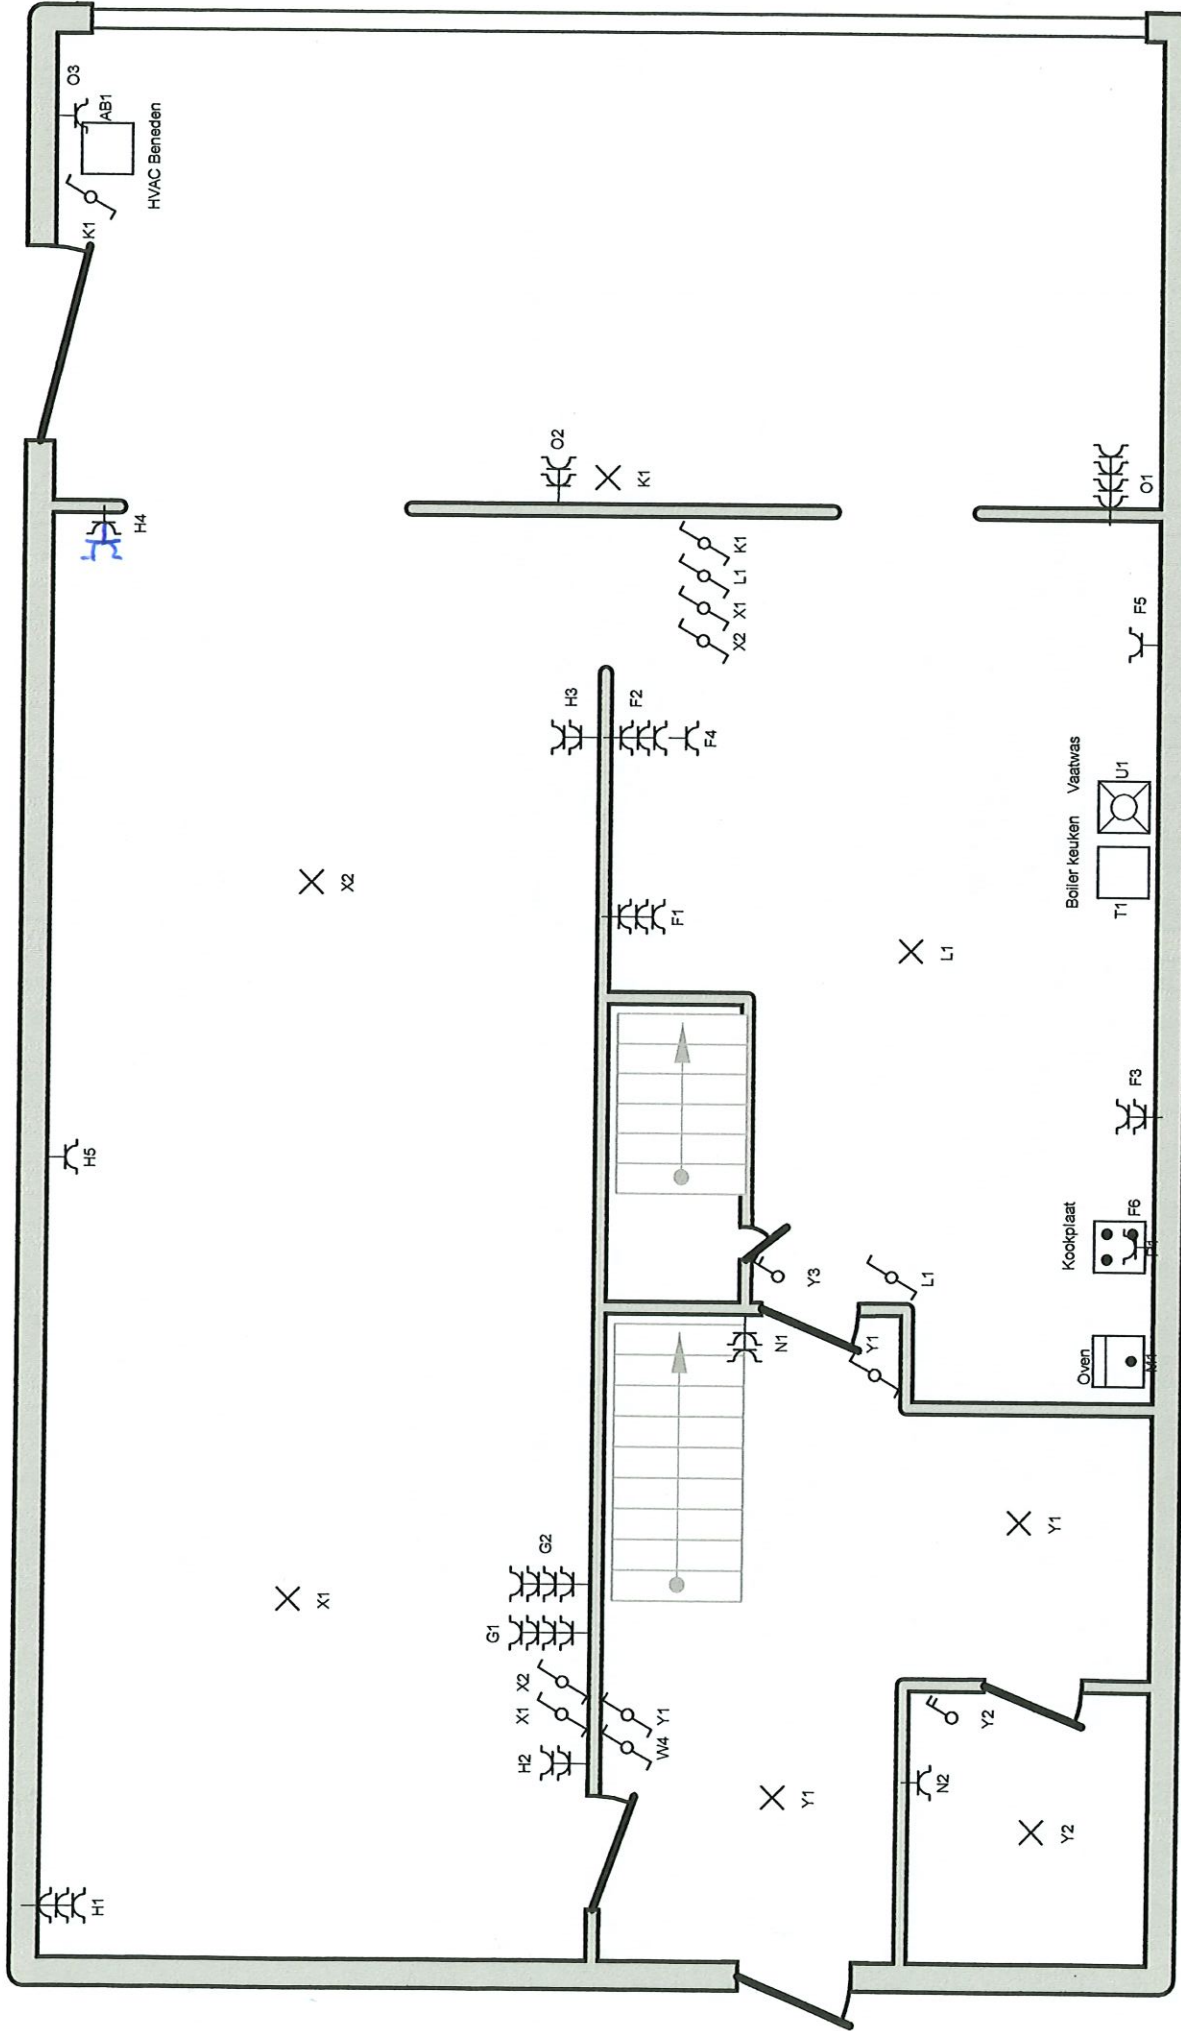 O3
AB1
K1
H5
H1
H4
HVAC Beneden
X1
X2
G1
H2
X1
X2
G2
O2
H3
F2
K1
W4
Y1
F1
F4
X2
X1
L1
K1
N1
Y1
Y3
Y1
L1
N2
L1
Y2
Y1
Y2
Oven
Kookplaat
Boiler keuken
Vaatwas
T1
U1
F6
F3
F5
O1
M1